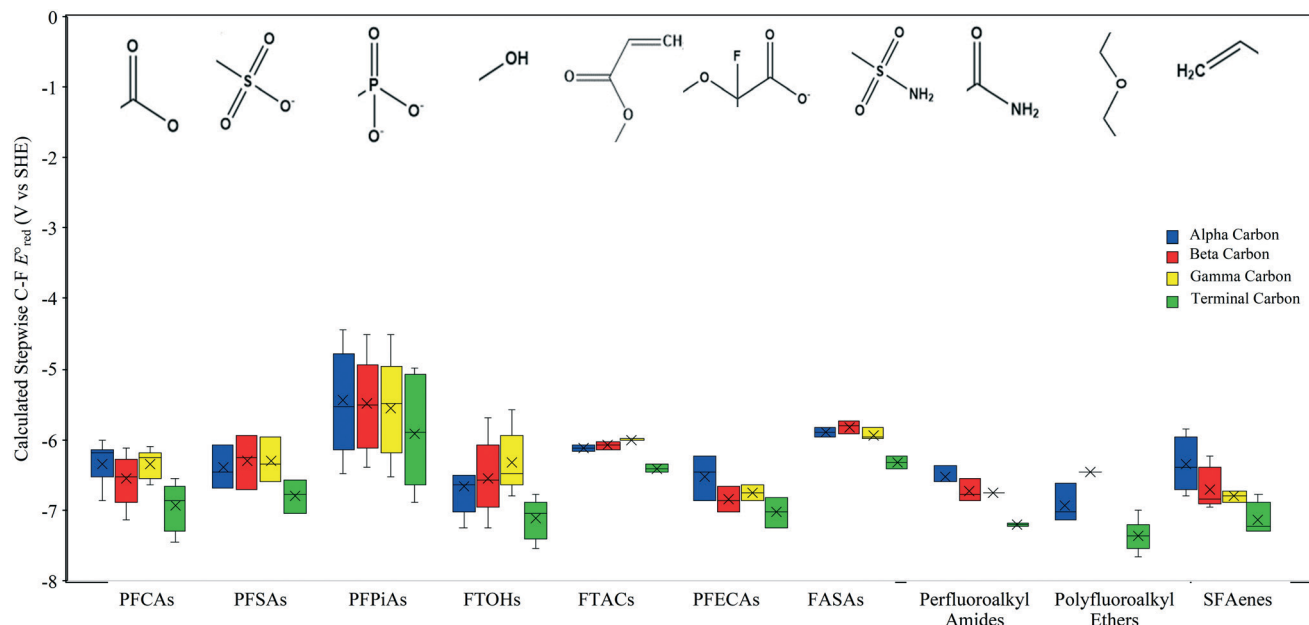 Calculated Stepwise C-F E°red (V vs SHE)
0
-1
-2
-3
-4
-5
-6
-7
-8
O
O
O
S
O⁻
O
O
P
O⁻
O⁻
OH
CH
O
O
F
O
O
O⁻
O
S
NH₂
O
O
NH₂
O
H₂C
Alpha Carbon
Beta Carbon
Gamma Carbon
Terminal Carbon
PFCAs
PFSAs
PFPiAs
FTOHs
FTACs
PFECAs
FASAs
Perfluoroalkyl
Amides
Polyfluoroalkyl
Ethers
SFAenes